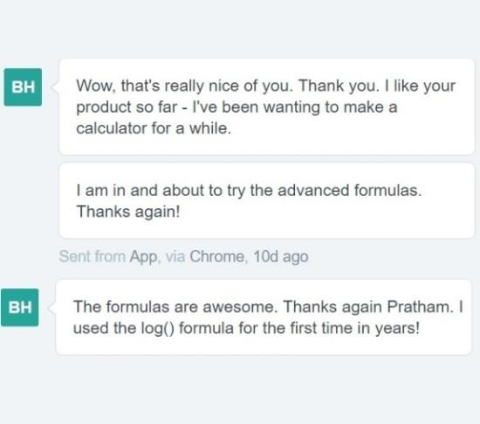 BH
Wow, that's really nice of you. Thank you. I like your
product so far - I've been wanting to make a
calculator for a while.
I am in and about to try the advanced formulas.
Thanks again!
Sent from App, via Chrome, 10d ago
BH
The formulas are awesome. Thanks again Pratham. I
used the log() formula for the first time in years!